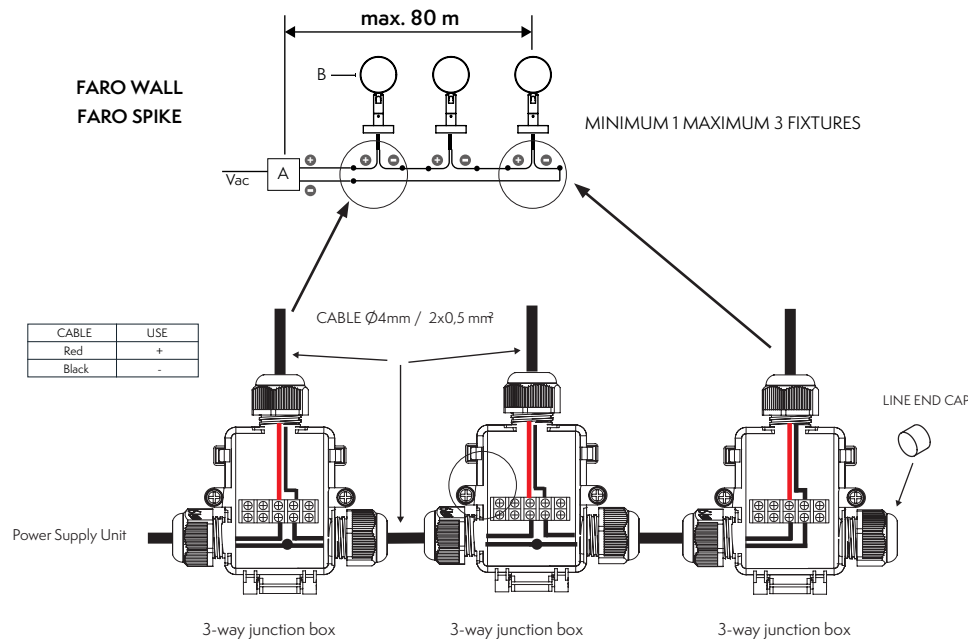 max. 80 m
FARO WALL
FARO SPIKE
B
MINIMUM 1 MAXIMUM 3 FIXTURES
+ + - + -
Vac
A
-
CABLE Ø4mm / 2x0,5 mm²
CABLE USE
Red +
Black -
LINE END CAP
Power Supply Unit
3-way junction box
3-way junction box
3-way junction box